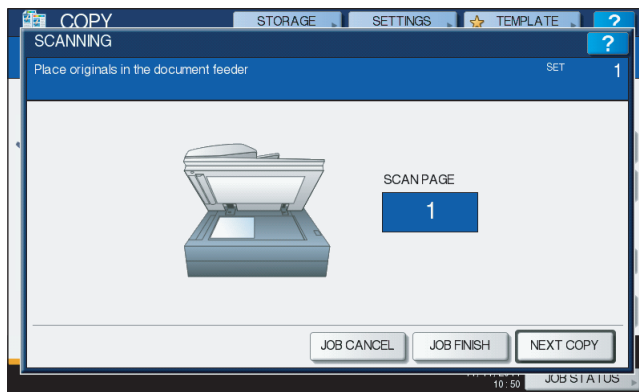 COPY STORAGE SETTINGS TEMPLATE ?
SCANNING ?
Place originals in the document feeder SET 1
SCAN PAGE
1
JOB CANCEL JOB FINISH NEXT COPY
10:50 JOB STATUS